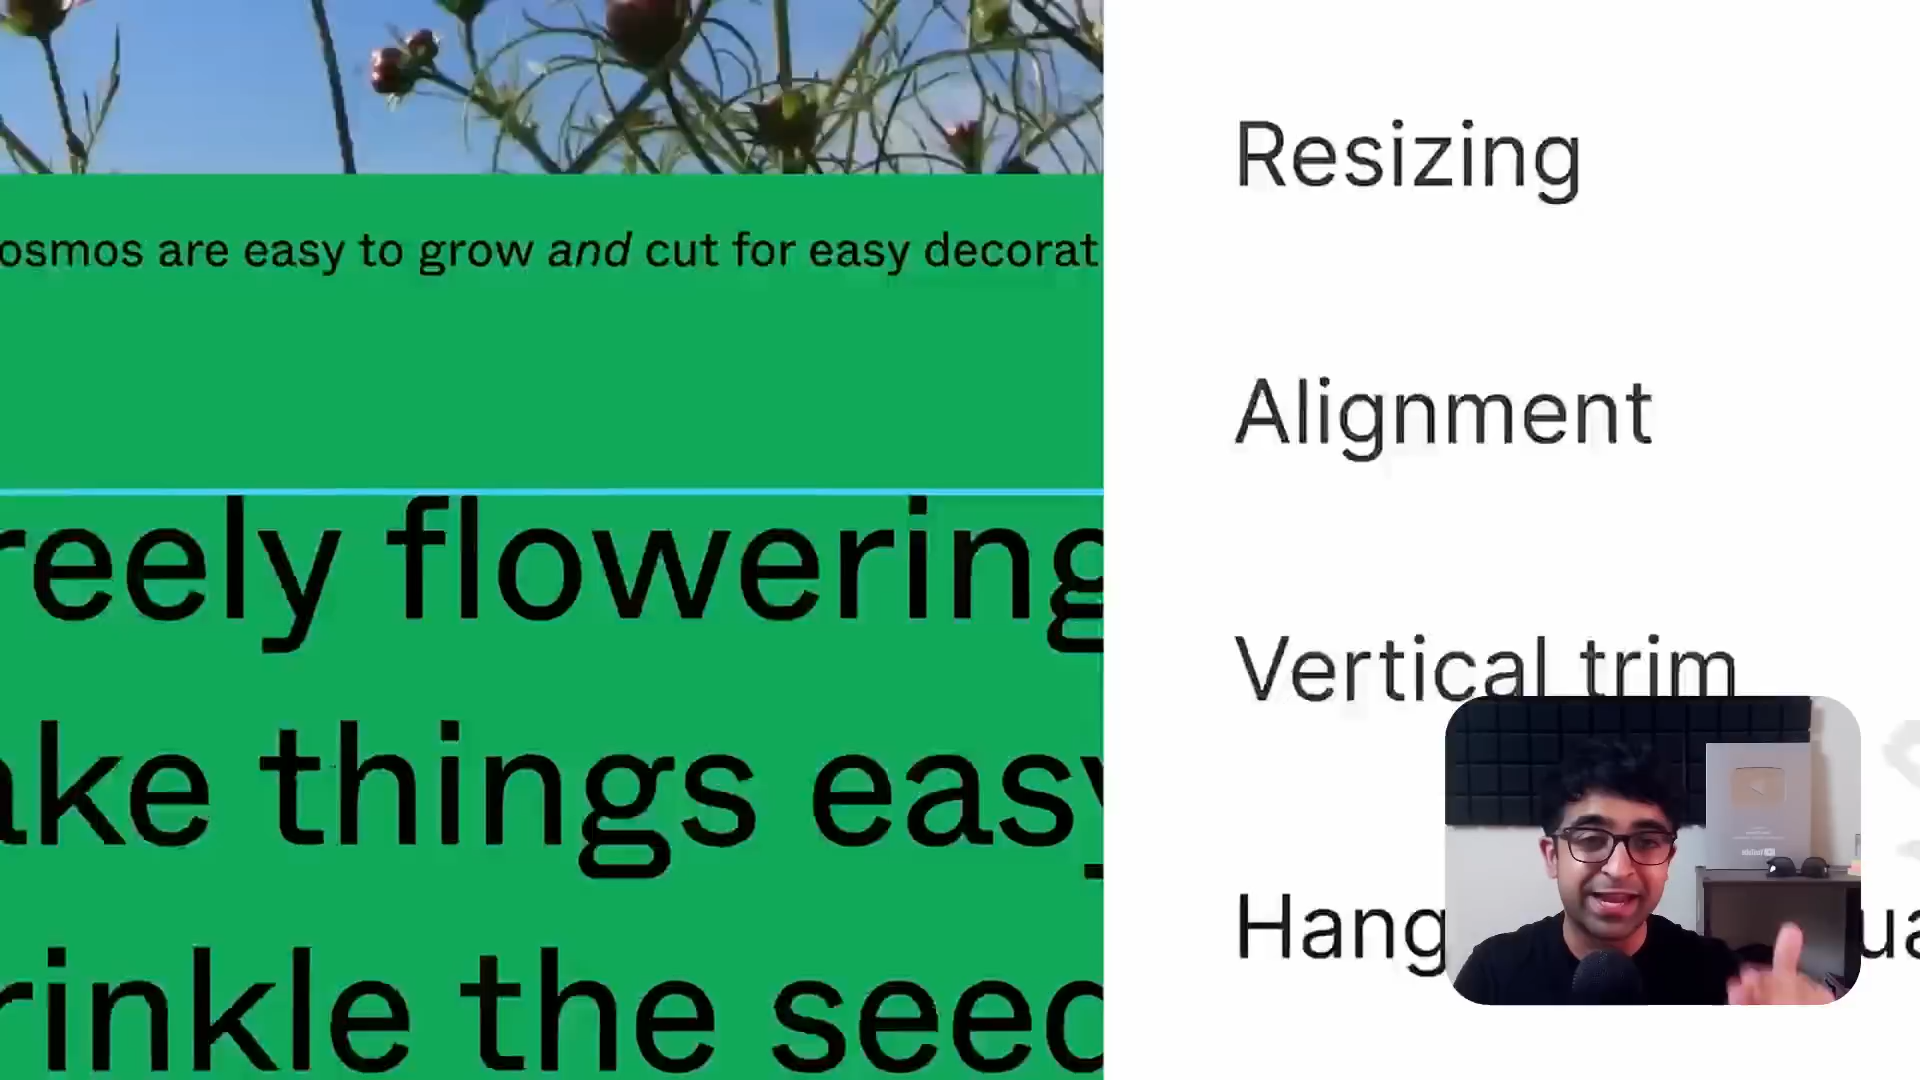 osmos are easy to grow and cut for easy decorat
reely flowering
ake things easy
rinkle the seed
Resizing
Alignment
Vertical trim
Hang ua